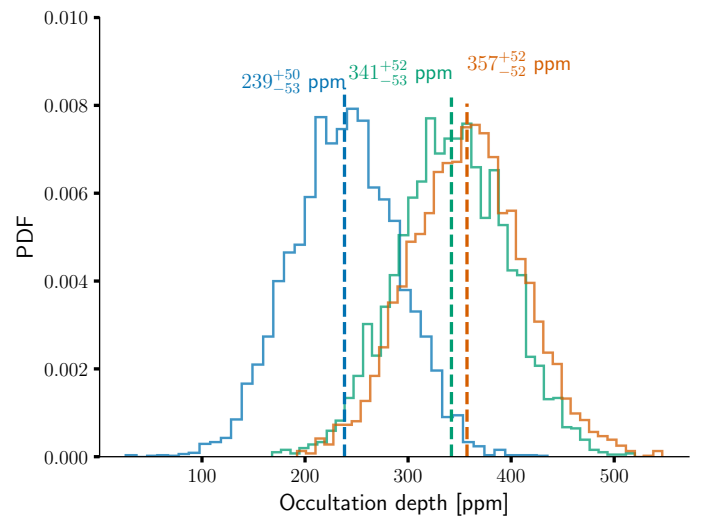 0.010
357+52−52 ppm
341+52−53 ppm
239+50−53 ppm
0.008
0.006
PDF
0.004
0.002
0.000
100 200 300 400 500
Occultation depth [ppm]